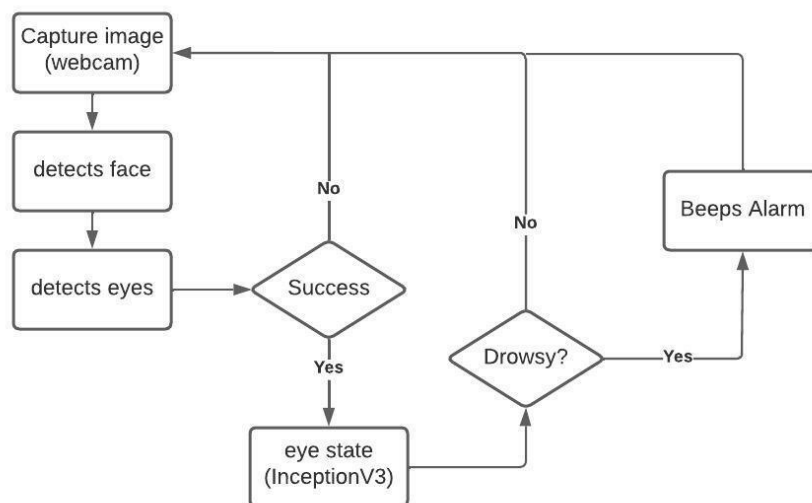 Capture image
(webcam)
detects face
detects eyes
Success
No
Yes
eye state
(InceptionV3)
Drowsy?
No
Yes
Beeps Alarm